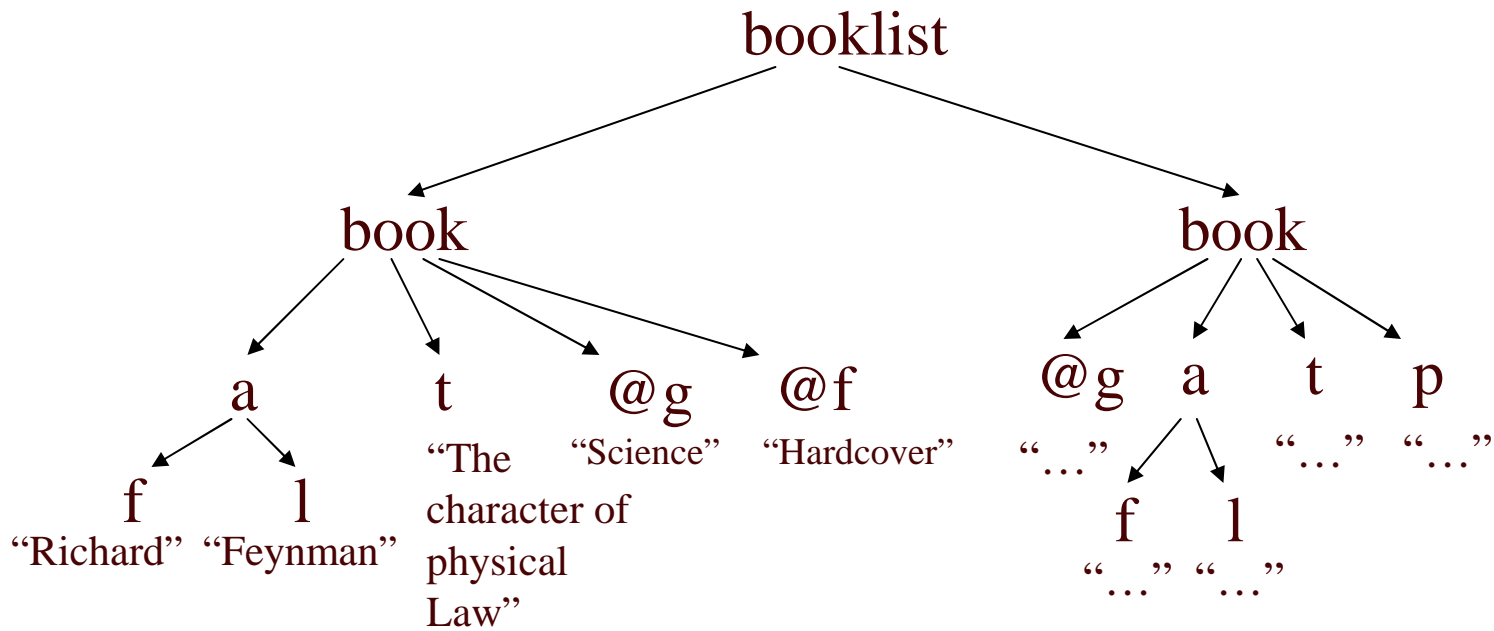 booklist
book book
a t @g @f @g a t p
“The “Science” “Hardcover” “…” “…” “…”
f l character of f l
“Richard” “Feynman” physical “…” “…”
Law”